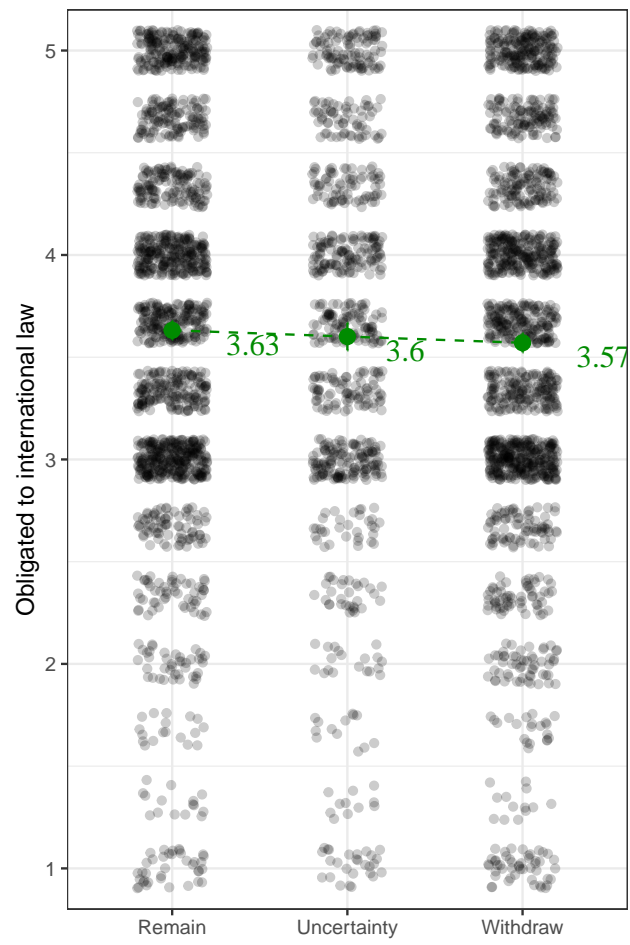 Obligated to international law
5
4
3
2
1
3.63
3.6
3.57
Remain
Uncertainty
Withdraw